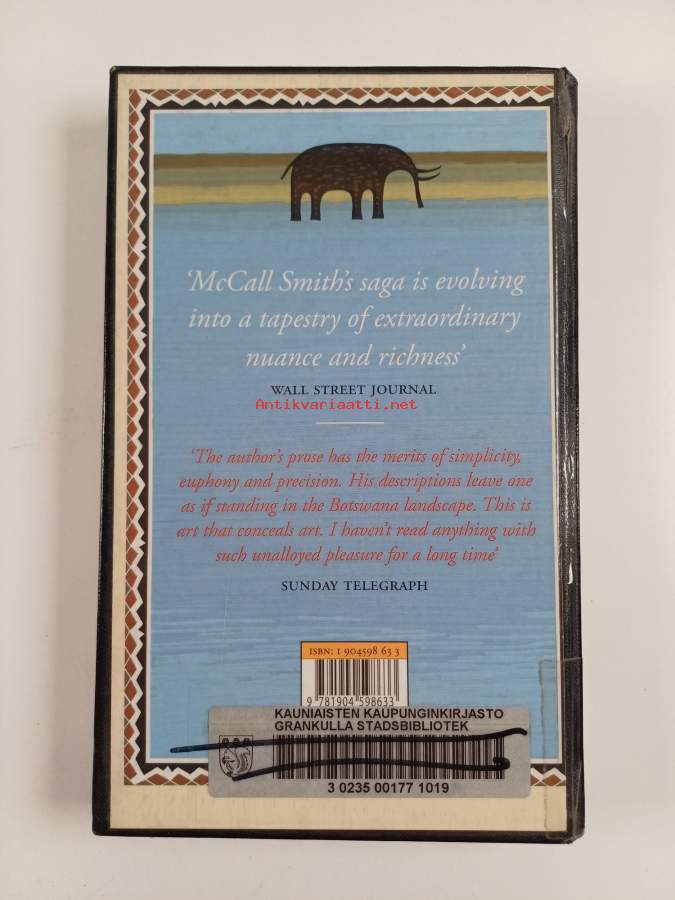 'McCall Smith's saga is evolving
into a tapestry of extraordinary
nuance and richness'
WALL STREET JOURNAL
Antikvariaatti.net
'The author's prose has the merits of simplicity,
euphony and precision. His descriptions leave one
as if standing in the Botswana landscape. This is
art that conceals art. I haven't read anything with
such unalloyed pleasure for a long time'
SUNDAY TELEGRAPH
ISBN: 1 904598 63 3
9 781904 598633
KAUNIAISTEN KAUPUNGINKIRJASTO
GRANKULLA STADSBIBLIOTEK
3 0235 00177 1019